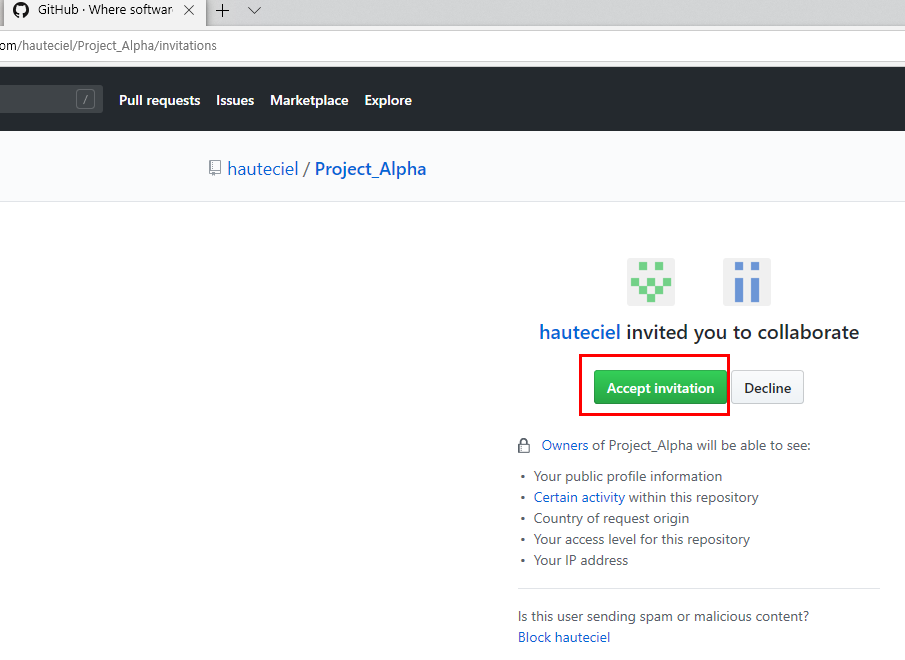 GitHub · Where softwar
om/hauteciel/Project_Alpha/invitations
/ Pull requests Issues Marketplace Explore
hauteciel / Project_Alpha
hauteciel invited you to collaborate
Accept invitation Decline
Owners of Project_Alpha will be able to see:
• Your public profile information
• Certain activity within this repository
• Country of request origin
• Your access level for this repository
• Your IP address
Is this user sending spam or malicious content?
Block hauteciel